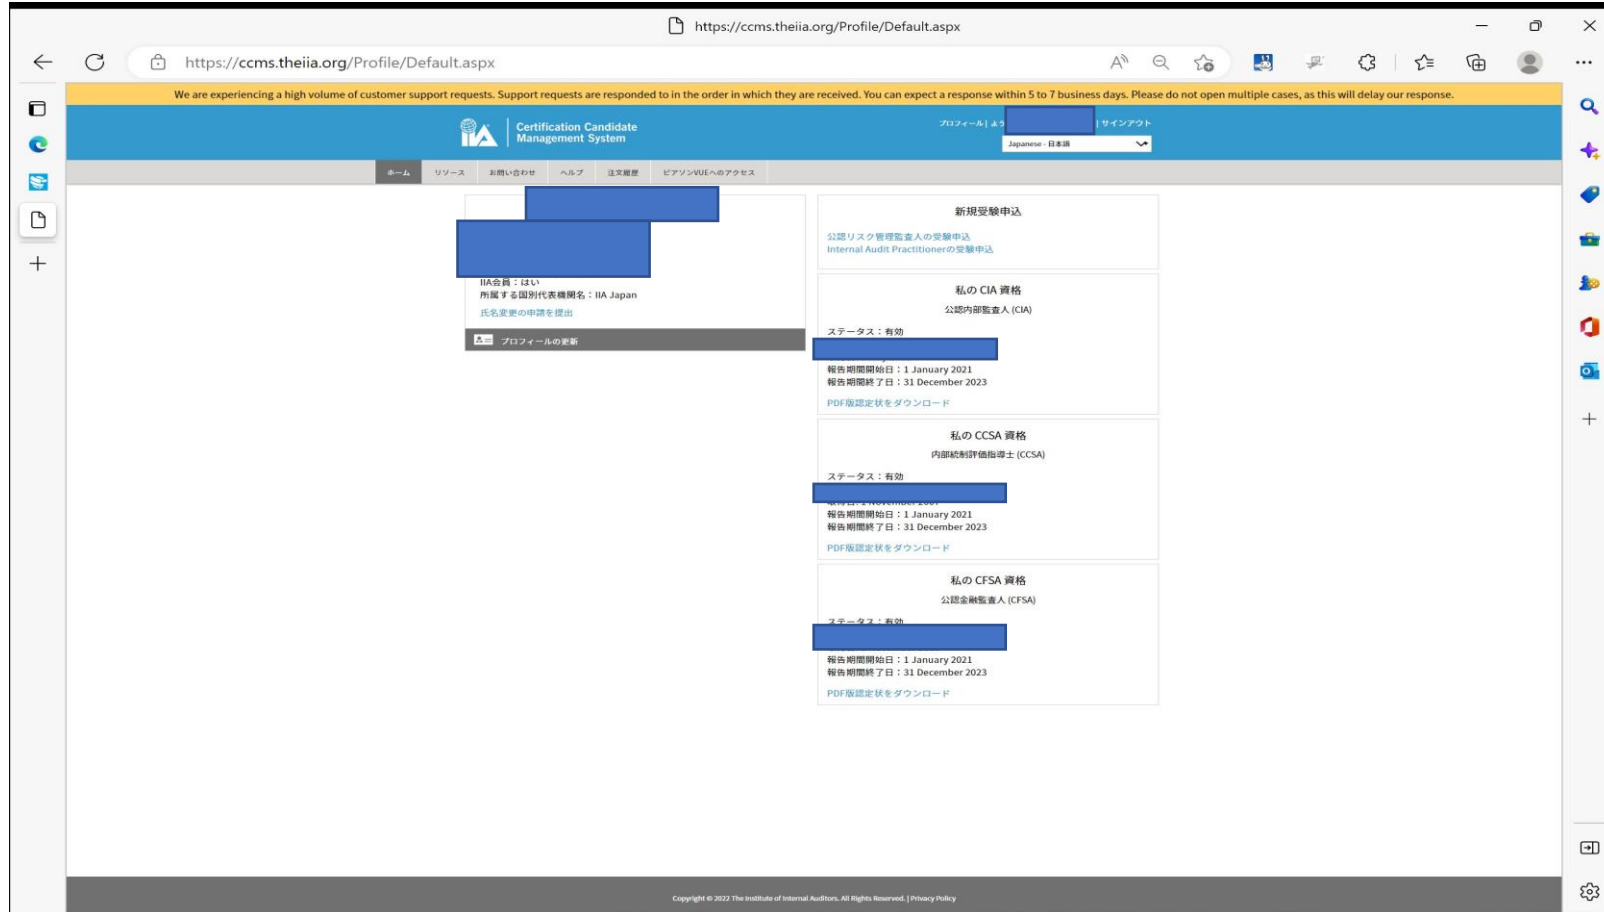 https://ccms.theiia.org/Profile/Default.aspx
https://ccms.theiia.org/Profile/Default.aspx
We are experiencing a high volume of customer support requests. Support requests are responded to in the order in which they are received. You can expect a response within 5 to 7 business days. Please do not open multiple cases, as this will delay our response.
IIA
Certification Candidate
Management System
プロフィール | よう | サインアウト
Japanese - 日本語
ホーム リソース お問い合わせ ヘルプ 注文履歴 ピアソンVUEへのアクセス
IIA会員:はい
所属する国別代表機関名:IIA Japan
氏名変更の申請を提出
プロフィールの更新
新規受験申込
公認リスク管理監査人の受験申込
Internal Audit Practitionerの受験申込
私の CIA 資格
公認内部監査人 (CIA)
ステータス:有効
報告期間開始日:1 January 2021
報告期間終了日:31 December 2023
PDF版認定状をダウンロード
私の CCSA 資格
内部統制評価指導士 (CCSA)
ステータス:有効
報告期間開始日:1 January 2021
報告期間終了日:31 December 2023
PDF版認定状をダウンロード
私の CFSA 資格
公認金融監査人 (CFSA)
ステータス:有効
報告期間開始日:1 January 2021
報告期間終了日:31 December 2023
PDF版認定状をダウンロード
Copyright © 2022 The Institute of Internal Auditors. All Rights Reserved. | Privacy Policy